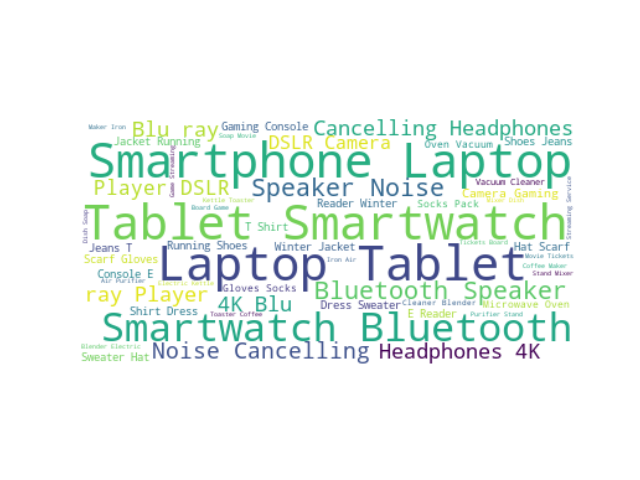 Maker Iron
Blu ray
Gaming Console
Cancelling Headphones
Soap Movie
Jacket Running
DSLR Camera
Oven Vacuum
Shoes Jeans
Smartphone Laptop
Game Streaming
Player DSLR
Speaker Noise
Vacuum Cleaner
Camera Gaming
Streaming Service
Kettle Toaster
Reader Winter
Socks Pack
Mixer Dish
Board Game
Tablet Smartwatch
Dish Soap
T Shirt
Jeans T
Running Shoes
Winter Jacket
Tickets Board
Hat Scarf
Scarf Gloves
Laptop Tablet
Iron Air
Movie Tickets
Console E
Coffee Maker
Air Purifier
Electric Kettle
Stand Mixer
ray Player
Gloves Socks
Bluetooth Speaker
4K Blu
Dress Sweater
Cleaner Blender
Microwave Oven
Shirt Dress
Toaster Coffee
E Reader
Purifier Stand
Smartwatch Bluetooth
Blender Electric
Sweater Hat
Noise Cancelling
Headphones 4K